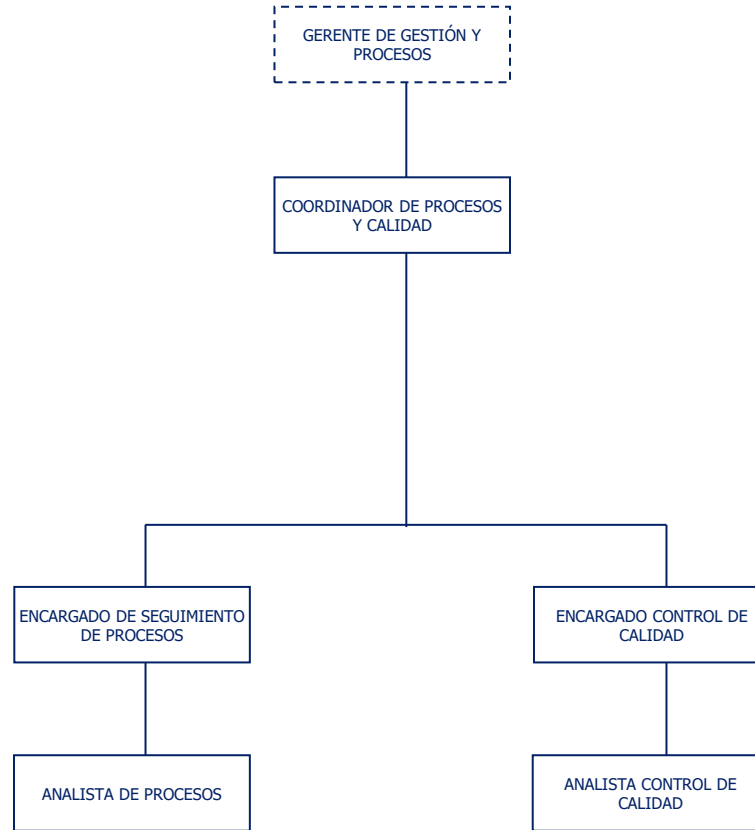 GERENTE DE GESTIÓN Y
PROCESOS
COORDINADOR DE PROCESOS
Y CALIDAD
ENCARGADO DE SEGUIMIENTO
DE PROCESOS
ENCARGADO CONTROL DE
CALIDAD
ANALISTA DE PROCESOS
ANALISTA CONTROL DE
CALIDAD